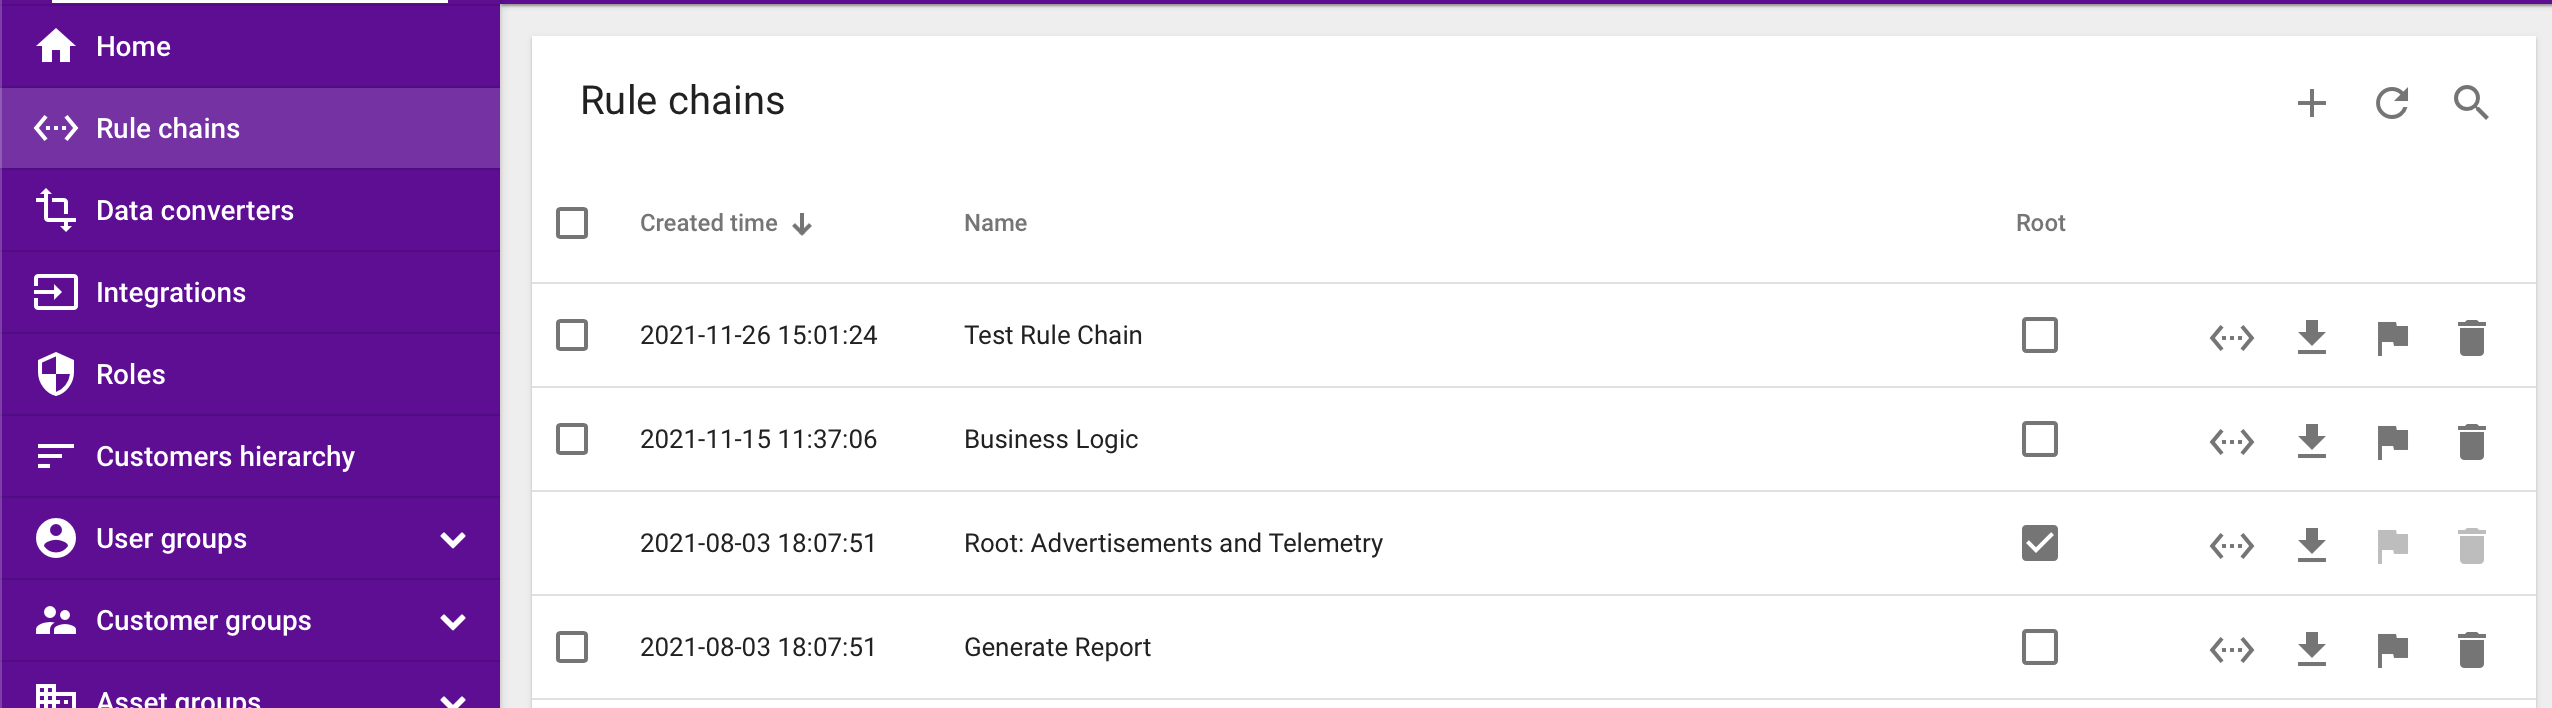 Home
Rule chains
Data converters
Integrations
Roles
Customers hierarchy
User groups
Customer groups
Asset groups
Rule chains
Created time Name Root
2021-11-26 15:01:24 Test Rule Chain
2021-11-15 11:37:06 Business Logic
2021-08-03 18:07:51 Root: Advertisements and Telemetry
2021-08-03 18:07:51 Generate Report